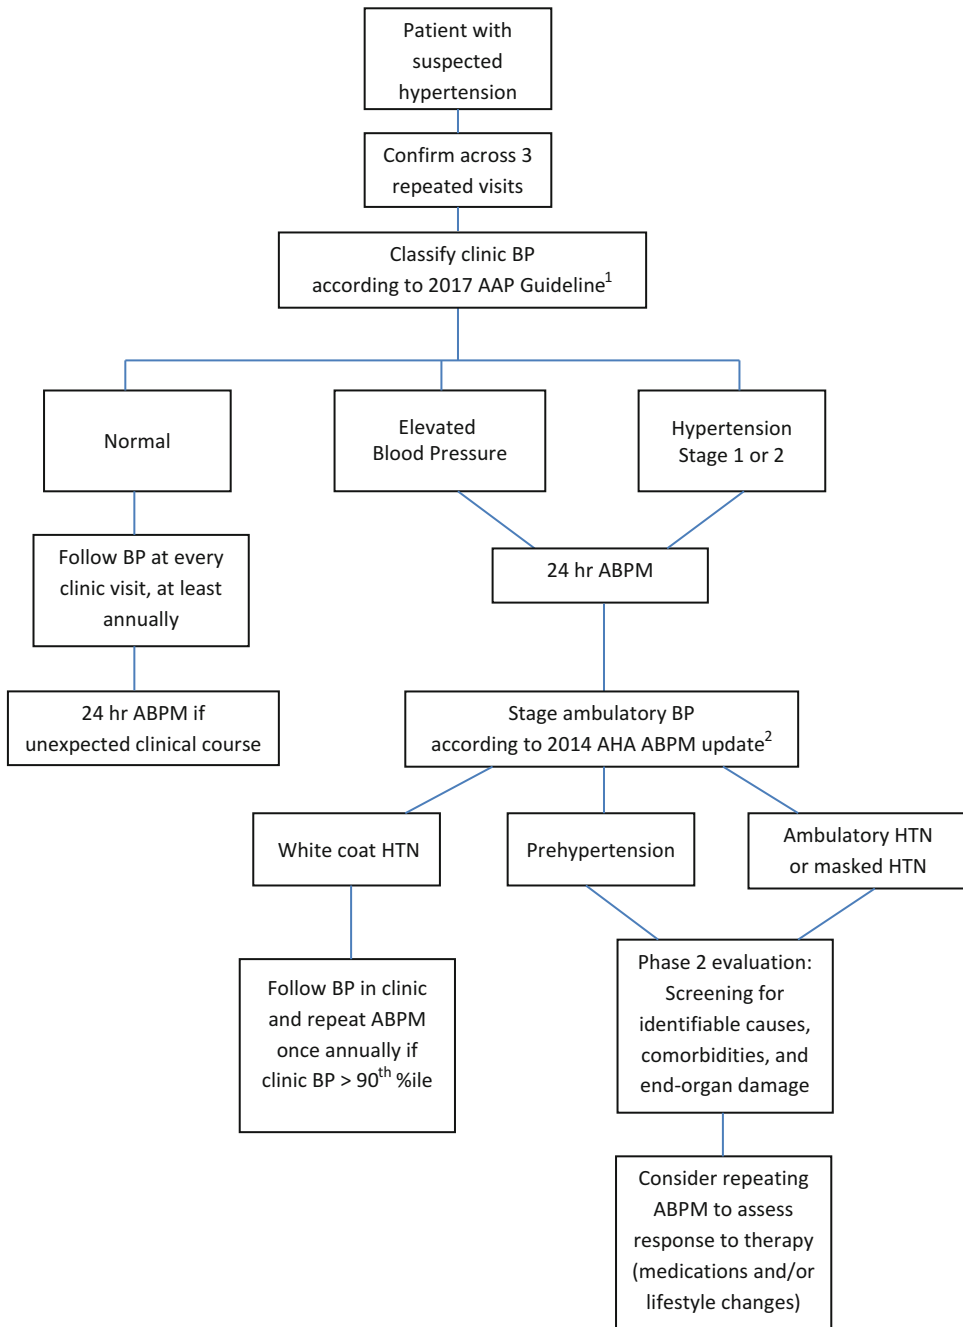 Patient with
suspected
hypertension
Confirm across 3
repeated visits
Classify clinic BP
according to 2017 AAP Guideline1
Normal
Elevated
Blood Pressure
Hypertension
Stage 1 or 2
Follow BP at every
clinic visit, at least
annually
24 hr ABPM
24 hr ABPM if
unexpected clinical course
Stage ambulatory BP
according to 2014 AHA ABPM update2
White coat HTN
Prehypertension
Ambulatory HTN
or masked HTN
Follow BP in clinic
and repeat ABPM
once annually if
clinic BP > 90th %ile
Phase 2 evaluation:
Screening for
identifiable causes,
comorbidities, and
end-organ damage
Consider repeating
ABPM to assess
response to therapy
(medications and/or
lifestyle changes)